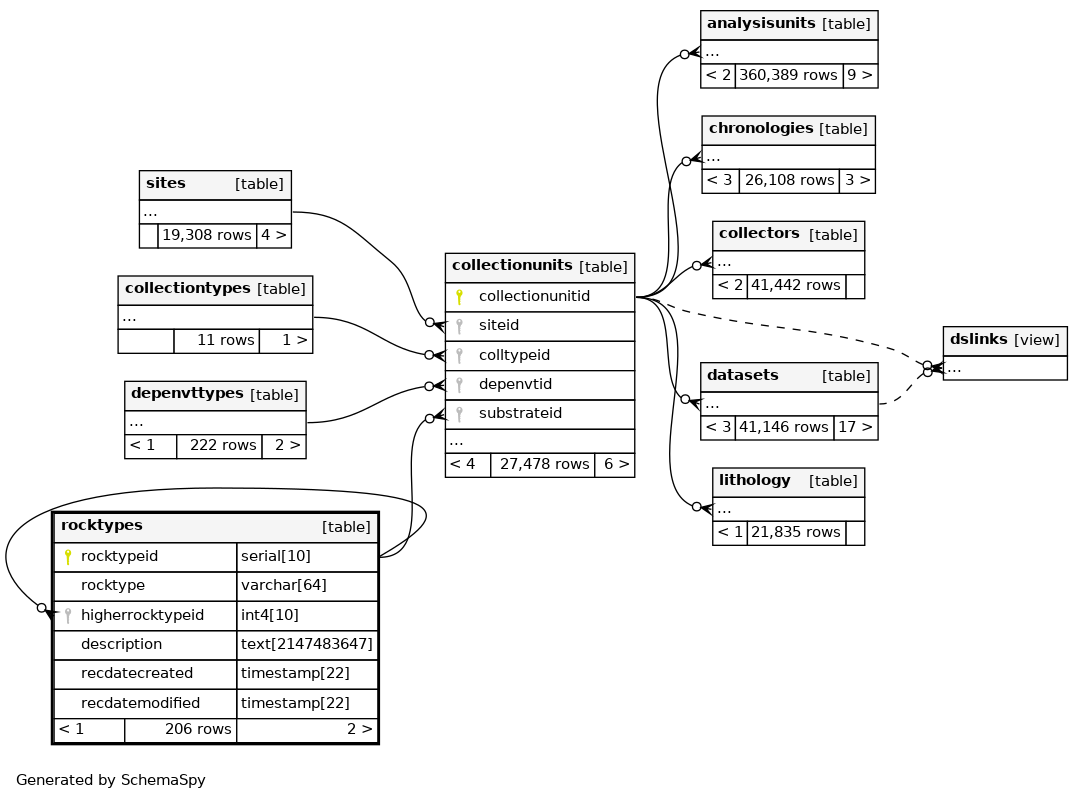 analysisunits [table]
...
< 2 360,389 rows 9 >
chronologies [table]
...
< 3 26,108 rows 3 >
sites [table]
...
19,308 rows 4 >
collectors [table]
...
< 2 41,442 rows
collectionunits [table]
collectionunitid
siteid
colltypeid
depenvtid
substrateid
...
< 4 27,478 rows 6 >
collectiontypes [table]
...
11 rows 1 >
dslinks [view]
...
datasets [table]
...
< 3 41,146 rows 17 >
depenvttypes [table]
...
< 1 222 rows 2 >
lithology [table]
...
< 1 21,835 rows
rocktypes [table]
rocktypeid serial[10]
rocktype varchar[64]
higherrocktypeid int4[10]
description text[2147483647]
recdatecreated timestamp[22]
recdatemodified timestamp[22]
< 1 206 rows 2 >
Generated by SchemaSpy